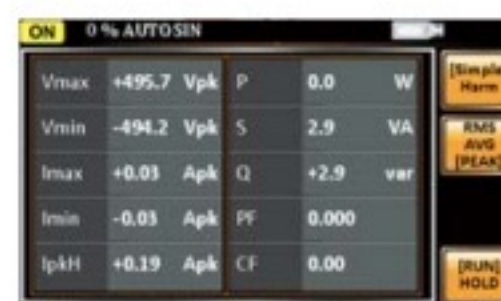 ON 0 % AUTO SIN
Vmax +495.7 Vpk P 0.0 W
Vmin -494.2 Vpk S 2.9 VA
Imax +0.03 Apk Q +2.9 var
Imin -0.03 Apk PF 0.000
IpkH +0.19 Apk CF 0.00
[Simple]
Harm
RMS
AVG
[PEAK]
[RUN]
HOLD